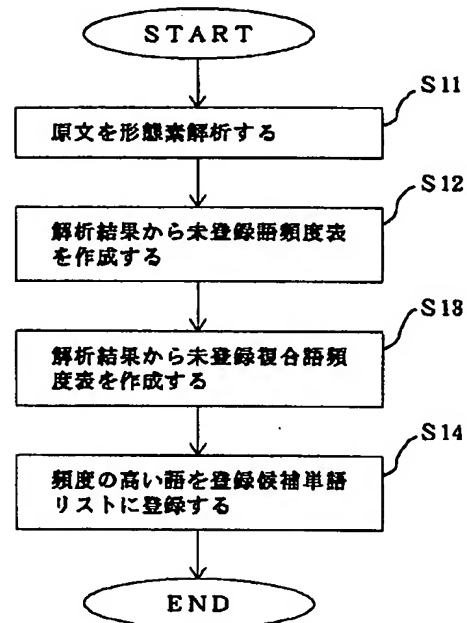 START
S11
原文を形態素解析する
S12
解析結果から未登録語頻度表
を作成する
S13
解析結果から未登録複合語頻
度表を作成する
S14
頻度の高い語を登録候補単語
リストに登録する
END